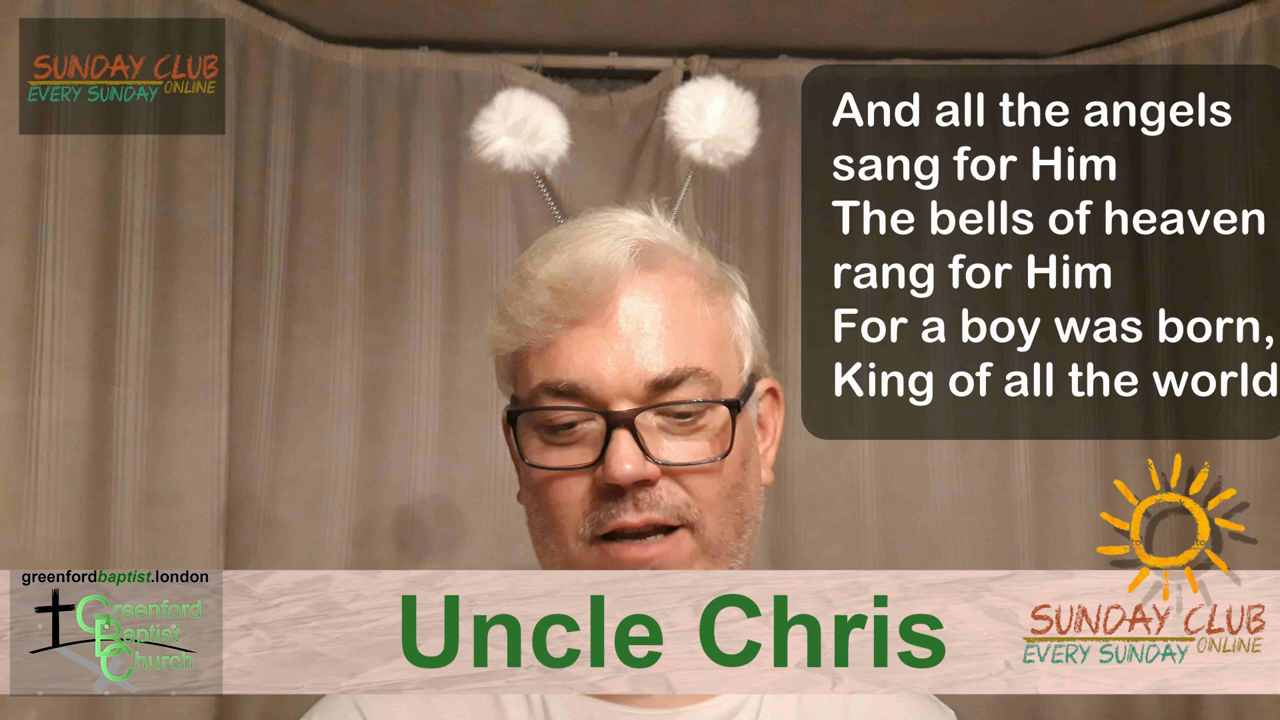 SUNDAY CLUB
EVERY SUNDAY ONLINE
And all the angels
sang for Him
The bells of heaven
rang for Him
For a boy was born,
King of all the world
greenfordbaptist.london
Greenford
Baptist
Church
Uncle Chris
SUNDAY CLUB
EVERY SUNDAY ONLINE